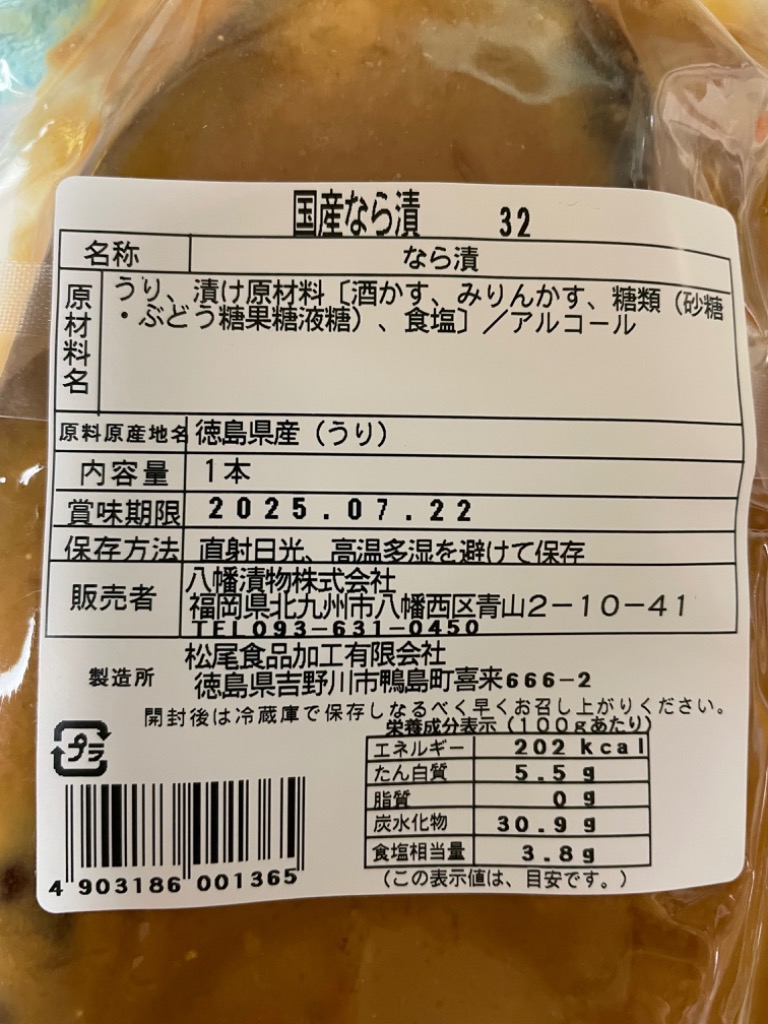 国産なら漬 32
名称 なら漬
原材料名 うり、漬け原材料〔酒かす、みりんかす、糖類（砂糖
・ぶどう糖果糖液糖）、食塩〕／アルコール
原料原産地名 徳島県産（うり）
内容量 1本
賞味期限 2025.07.22
保存方法 直射日光、高温多湿を避けて保存
販売者 八幡漬物株式会社
福岡県北九州市八幡西区青山2－10－41
TEL093－631－0450
製造所 松尾食品加工有限会社
徳島県吉野川市鴨島町喜来666－2
開封後は冷蔵庫で保存しなるべく早くお召し上がりください。
プラ
栄養成分表示（100gあたり）
エネルギー 202 kcal
たん白質 5.5 g
脂質 0 g
炭水化物 30.9 g
食塩相当量 3.8 g
（この表示値は、目安です。）
4 903186 001365